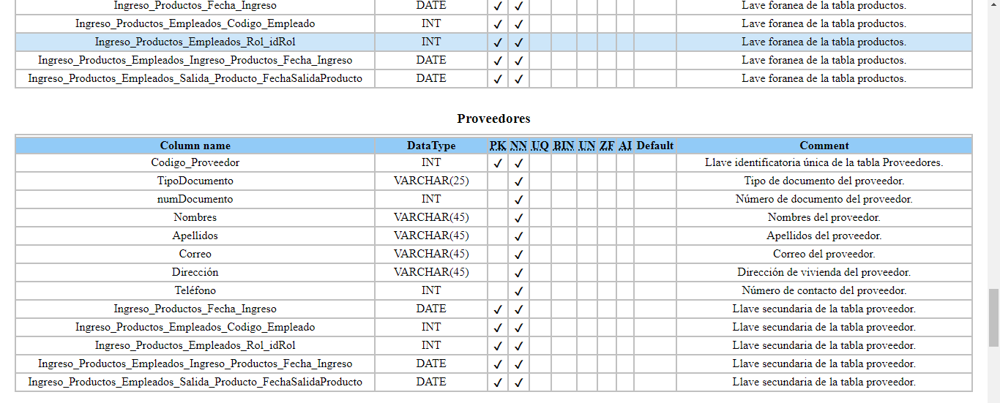 Ingreso_Productos_Fecha_Ingreso DATE ✓ ✓ Lave foranea de la tabla productos.
Ingreso_Productos_Empleados_Codigo_Empleado INT ✓ ✓ Lave foranea de la tabla productos.
Ingreso_Productos_Empleados_Rol_idRol INT ✓ ✓ Lave foranea de la tabla productos.
Ingreso_Productos_Empleados_Ingreso_Productos_Fecha_Ingreso DATE ✓ ✓ Lave foranea de la tabla productos.
Ingreso_Productos_Empleados_Salida_Producto_FechaSalidaProducto DATE ✓ ✓ Lave foranea de la tabla productos.
Proveedores
Column name DataType PK NN UQ BIN UN ZF AI Default Comment
Codigo_Proveedor INT ✓ ✓ Llave identificatoria única de la tabla Proveedores.
TipoDocumento VARCHAR(25) ✓ Tipo de documento del proveedor.
numDocumento INT ✓ Número de documento del proveedor.
Nombres VARCHAR(45) ✓ Nombres del proveedor.
Apellidos VARCHAR(45) ✓ Apellidos del proveedor.
Correo VARCHAR(45) ✓ Correo del proveedor.
Dirección VARCHAR(45) ✓ Dirección de vivienda del proveedor.
Teléfono INT ✓ Número de contacto del proveedor.
Ingreso_Productos_Fecha_Ingreso DATE ✓ ✓ Llave secundaria de la tabla proveedor.
Ingreso_Productos_Empleados_Codigo_Empleado INT ✓ ✓ Llave secundaria de la tabla proveedor.
Ingreso_Productos_Empleados_Rol_idRol INT ✓ ✓ Llave secundaria de la tabla proveedor.
Ingreso_Productos_Empleados_Ingreso_Productos_Fecha_Ingreso DATE ✓ ✓ Llave secundaria de la tabla proveedor.
Ingreso_Productos_Empleados_Salida_Producto_FechaSalidaProducto DATE ✓ ✓ Llave secundaria de la tabla proveedor.